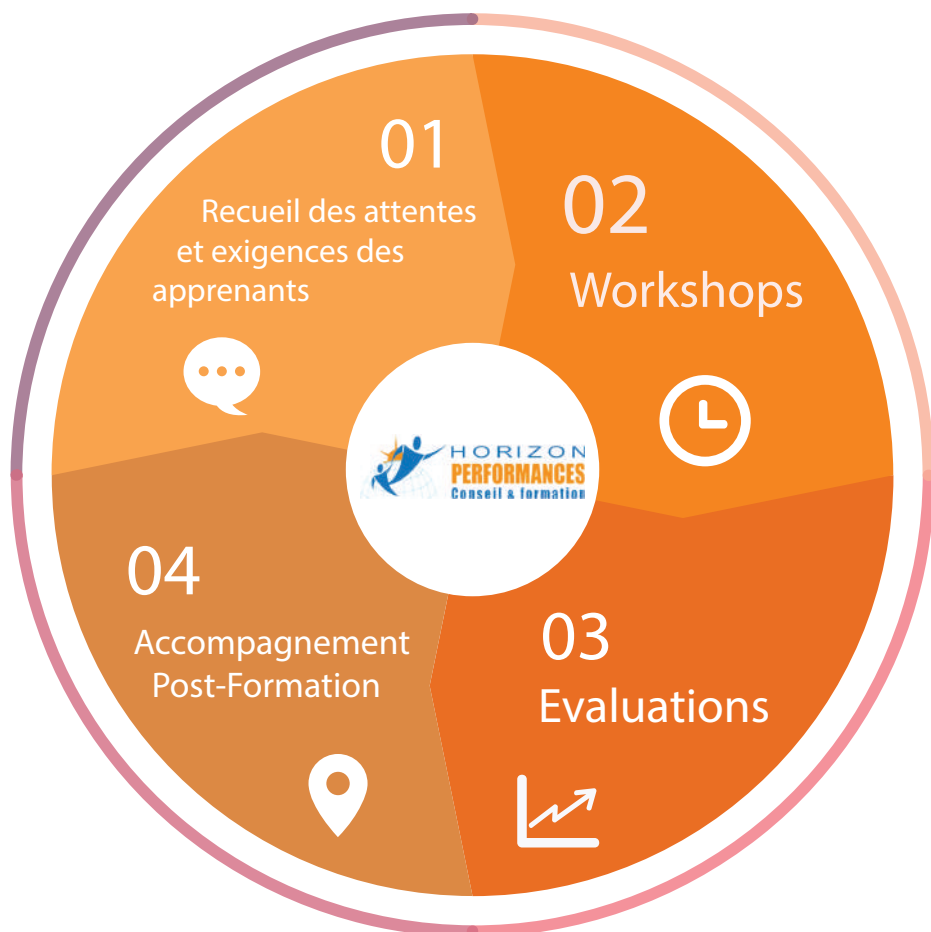 01
Recueil des attentes
et exigences des
apprenants
02
Workshops
HORIZON
PERFORMANCES
Conseil & formation
03
Evaluations
04
Accompagnement
Post-Formation